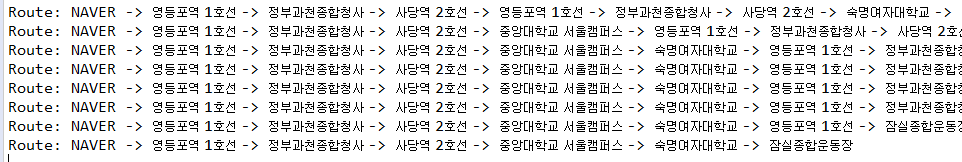 Route: NAVER -> 영등포역 1호선 -> 정부과천종합청사 -> 사당역 2호선 -> 영등포역 1호선 -> 정부과천종합청사 -> 사당역 2호선 -> 숙명여자대학교 ->
Route: NAVER -> 영등포역 1호선 -> 정부과천종합청사 -> 사당역 2호선 -> 중앙대학교 서울캠퍼스 -> 영등포역 1호선 -> 정부과천종합청사 -> 사당역 2호선
Route: NAVER -> 영등포역 1호선 -> 정부과천종합청사 -> 사당역 2호선 -> 중앙대학교 서울캠퍼스 -> 숙명여자대학교 -> 영등포역 1호선 -> 정부과천종합
Route: NAVER -> 영등포역 1호선 -> 정부과천종합청사 -> 사당역 2호선 -> 중앙대학교 서울캠퍼스 -> 숙명여자대학교 -> 영등포역 1호선 -> 정부과천종합
Route: NAVER -> 영등포역 1호선 -> 정부과천종합청사 -> 사당역 2호선 -> 중앙대학교 서울캠퍼스 -> 숙명여자대학교 -> 영등포역 1호선 -> 정부과천종합
Route: NAVER -> 영등포역 1호선 -> 정부과천종합청사 -> 사당역 2호선 -> 중앙대학교 서울캠퍼스 -> 숙명여자대학교 -> 영등포역 1호선 -> 정부과천종합
Route: NAVER -> 영등포역 1호선 -> 정부과천종합청사 -> 사당역 2호선 -> 중앙대학교 서울캠퍼스 -> 숙명여자대학교 -> 영등포역 1호선 -> 잠실종합운동장
Route: NAVER -> 영등포역 1호선 -> 정부과천종합청사 -> 사당역 2호선 -> 중앙대학교 서울캠퍼스 -> 숙명여자대학교 -> 잠실종합운동장